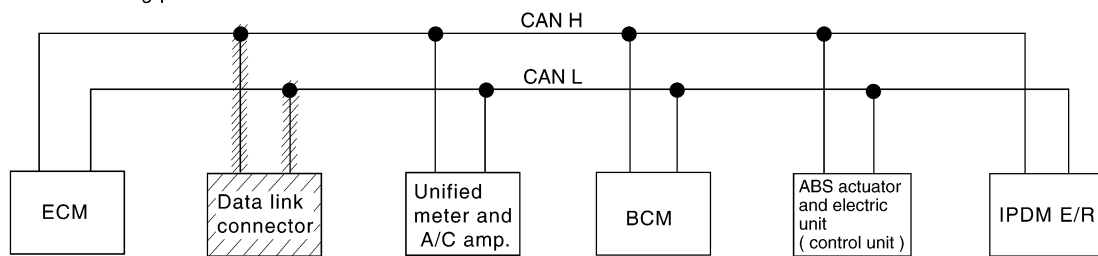 CAN H
CAN L
ECM
Data link
connector
Unified
meter and
A/C amp.
BCM
ABS actuator
and electric
unit
( control unit )
IPDM E/R